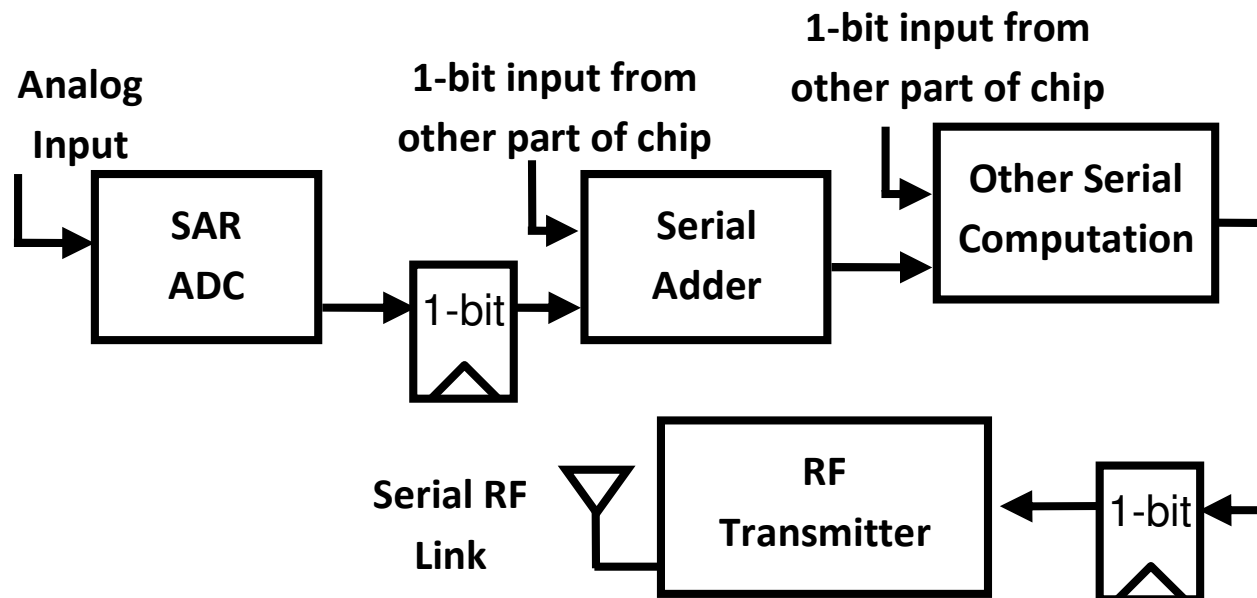 Analog
Input
1-bit input from
other part of chip
1-bit input from
other part of chip
SAR
ADC
1-bit
Serial
Adder
Other Serial
Computation
Serial RF
Link
RF
Transmitter
1-bit